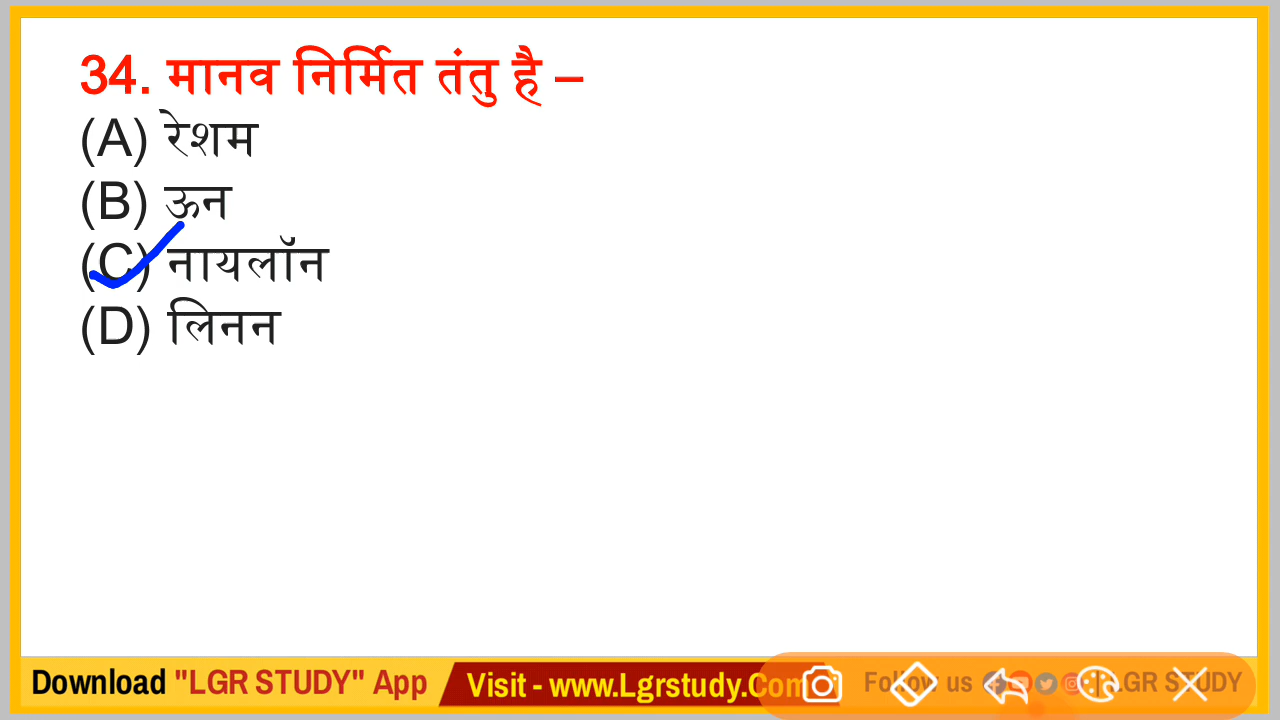 34. मानव निर्मित तंतु है –
(A) रेशम
(B) ऊन
(C) नायलॉन
(D) लिनन
Download "LGR STUDY" App Visit - www.Lgrstudy.Com Follow us LGR STUDY